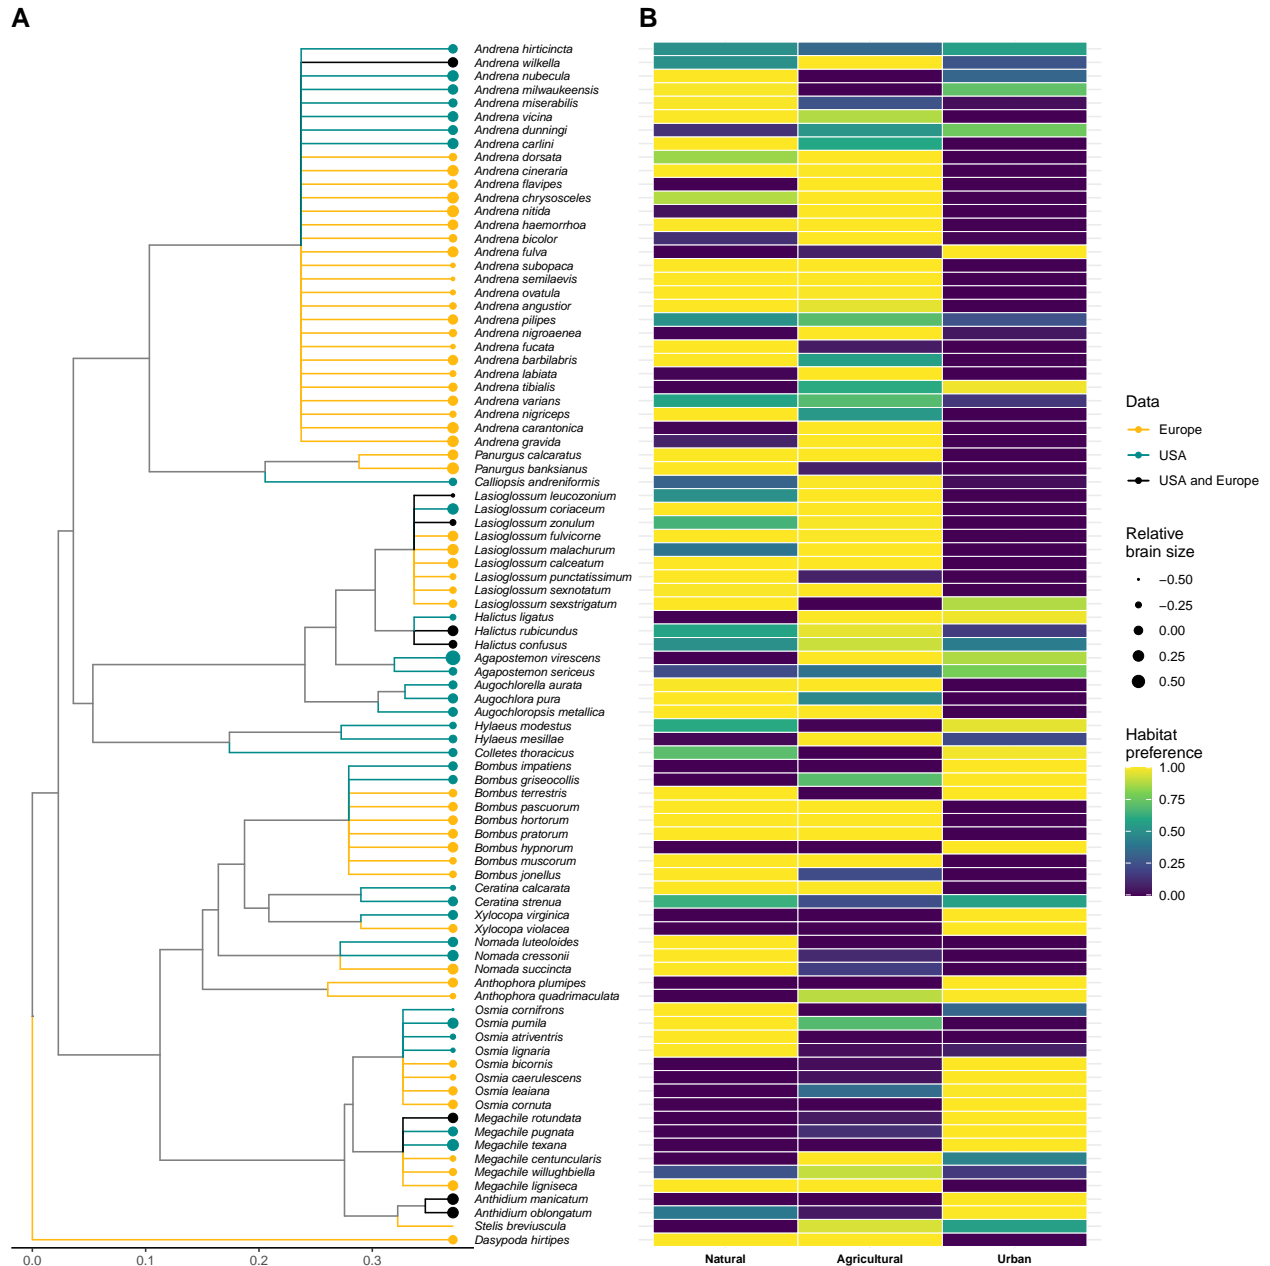 A
B
Andrena hirticincta
Andrena wilkella
Andrena nubecula
Andrena milwaukeensis
Andrena miserabilis
Andrena vicina
Andrena dunningi
Andrena carlini
Andrena dorsata
Andrena cineraria
Andrena flavipes
Andrena chrysosceles
Andrena nitida
Andrena haemorrhoa
Andrena bicolor
Andrena fulva
Andrena subopaca
Andrena semilaevis
Andrena ovatula
Andrena angustior
Andrena pilipes
Andrena nigroaenea
Andrena fucata
Andrena barbilabris
Andrena labiata
Andrena tibialis
Andrena varians
Andrena nigriceps
Andrena carantonica
Andrena gravida
Panurgus calcaratus
Panurgus banksianus
Calliopsis andreniformis
Lasioglossum leucozonium
Lasioglossum coriaceum
Lasioglossum zonulum
Lasioglossum fulvicorne
Lasioglossum malachurum
Lasioglossum calceatum
Lasioglossum punctatissimum
Lasioglossum sexnotatum
Lasioglossum sexstrigatum
Halictus ligatus
Halictus rubicundus
Halictus confusus
Agapostemon virescens
Agapostemon sericeus
Augochlorella aurata
Augochlora pura
Augochloropsis metallica
Hylaeus modestus
Hylaeus mesillae
Colletes thoracicus
Bombus impatiens
Bombus griseocollis
Bombus terrestris
Bombus pascuorum
Bombus hortorum
Bombus pratorum
Bombus hypnorum
Bombus muscorum
Bombus jonellus
Ceratina calcarata
Ceratina strenua
Xylocopa virginica
Xylocopa violacea
Nomada luteoloides
Nomada cressonii
Nomada succincta
Anthophora plumipes
Anthophora quadrimaculata
Osmia cornifrons
Osmia pumila
Osmia atriventris
Osmia lignaria
Osmia bicornis
Osmia caerulescens
Osmia leaiana
Osmia cornuta
Megachile rotundata
Megachile pugnata
Megachile texana
Megachile centuncularis
Megachile willughbiella
Megachile ligniseca
Anthidium manicatum
Anthidium oblongatum
Stelis breviuscula
Dasypoda hirtipes
0.0 0.1 0.2 0.3
Natural Agricultural Urban
Data
Europe
USA
USA and Europe
Relative
brain size
−0.50
−0.25
0.00
0.25
0.50
Habitat
preference
1.00
0.75
0.50
0.25
0.00